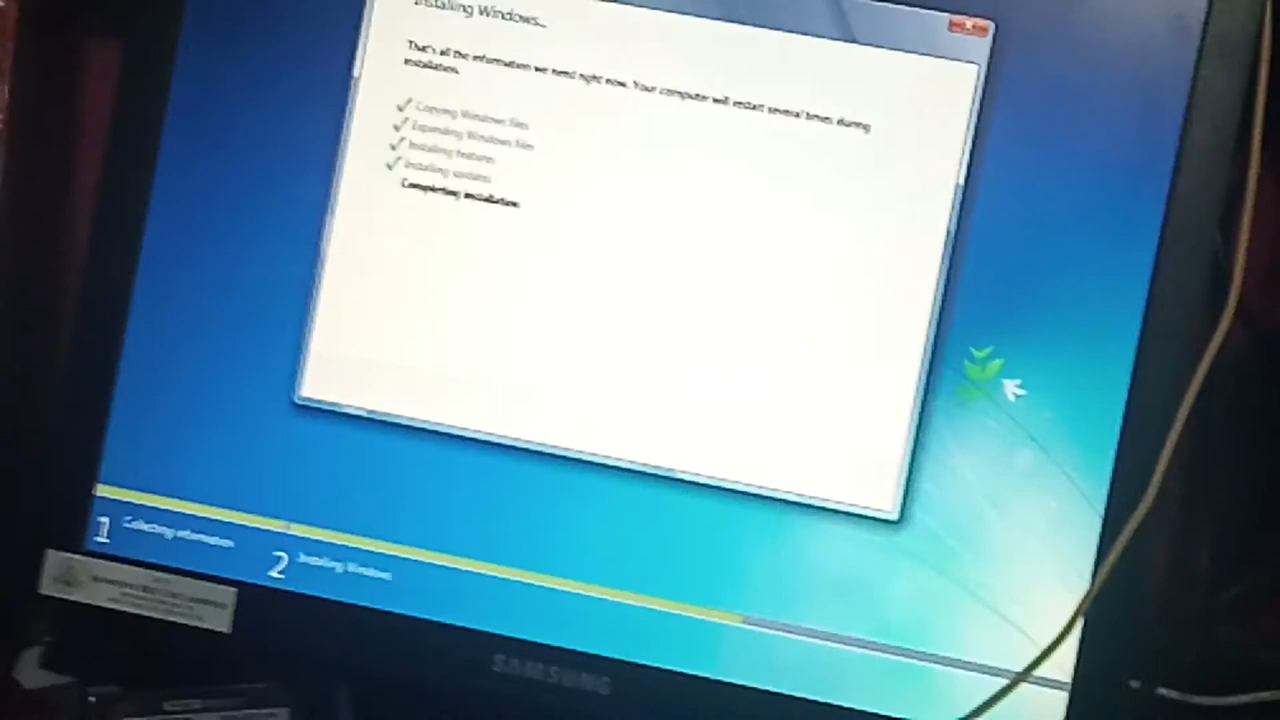 Installing Windows...
That's all the information we need right now. Your computer will restart several times during
installation.
Copying Windows files
Expanding Windows files
Installing features
Installing updates
Completing installation
1 Collecting information
2 Installing Windows
SAMSUNG